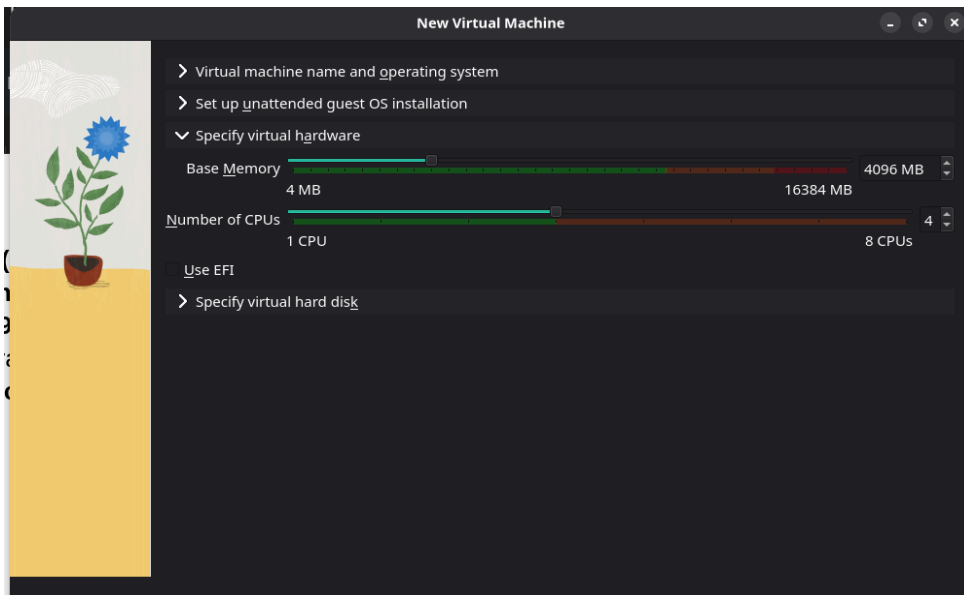 New Virtual Machine
Virtual machine name and operating system
Set up unattended guest OS installation
Specify virtual hardware
Base Memory 4096 MB
4 MB 16384 MB
Number of CPUs 4
1 CPU 8 CPUs
Use EFI
Specify virtual hard disk